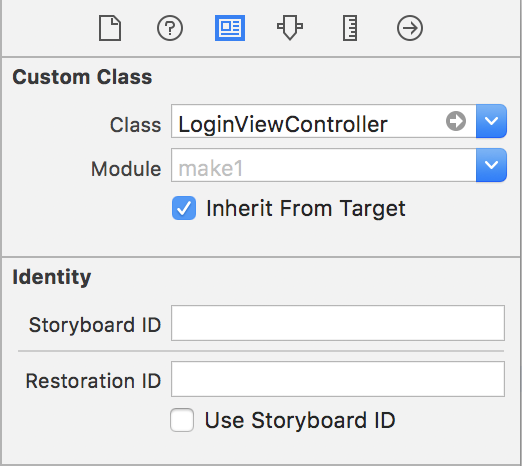 Custom Class
Class LoginViewController
Module make1
Inherit From Target
Identity
Storyboard ID
Restoration ID
Use Storyboard ID